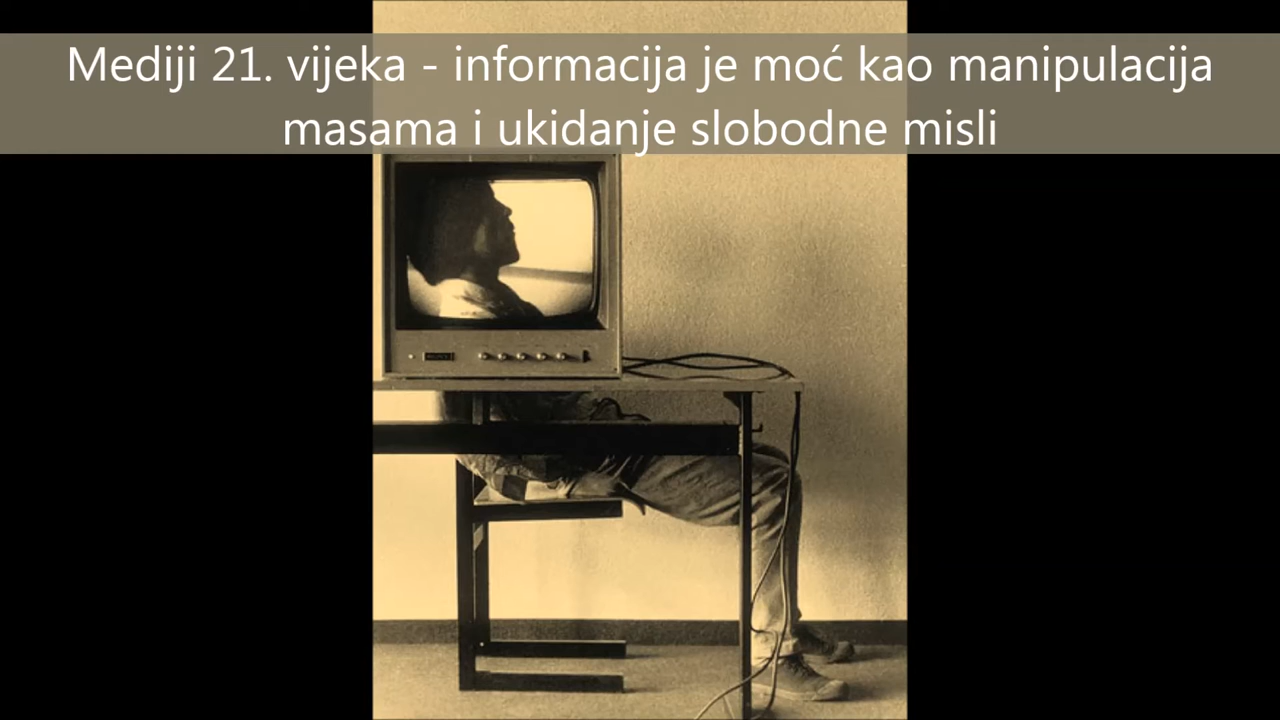 Mediji 21. vijeka - informacija je moć kao manipulacija
masama i ukidanje slobodne misli